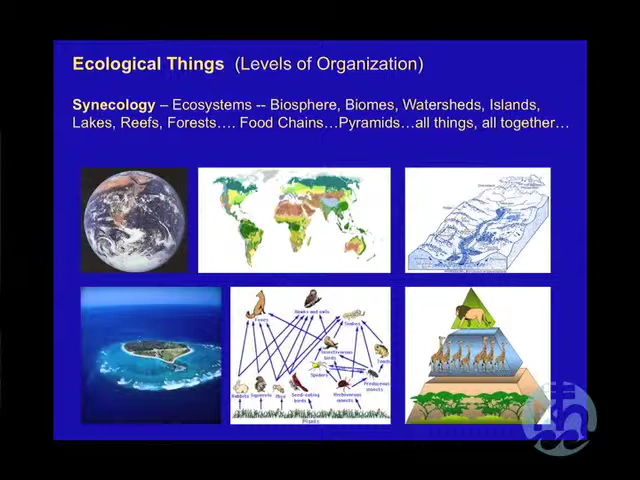 Ecological Things (Levels of Organization)
Synecology – Ecosystems -- Biosphere, Biomes, Watersheds, Islands,
Lakes, Reefs, Forests…. Food Chains…Pyramids…all things, all together…
Foxes
Hawks and owls
Snakes
Insectivorous
birds
Toads
Spiders
Predaceous
insects
Rabbits
Squirrels
Mice
Seed-eating
birds
Herbivorous
insects
Plants